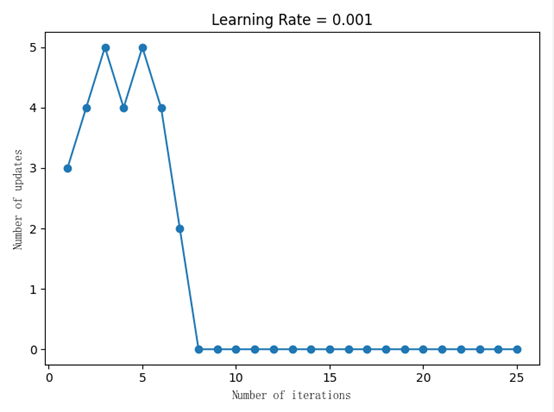 Learning Rate = 0.001
5
4
3
2
1
0
Number of updates
0 5 10 15 20 25
Number of iterations